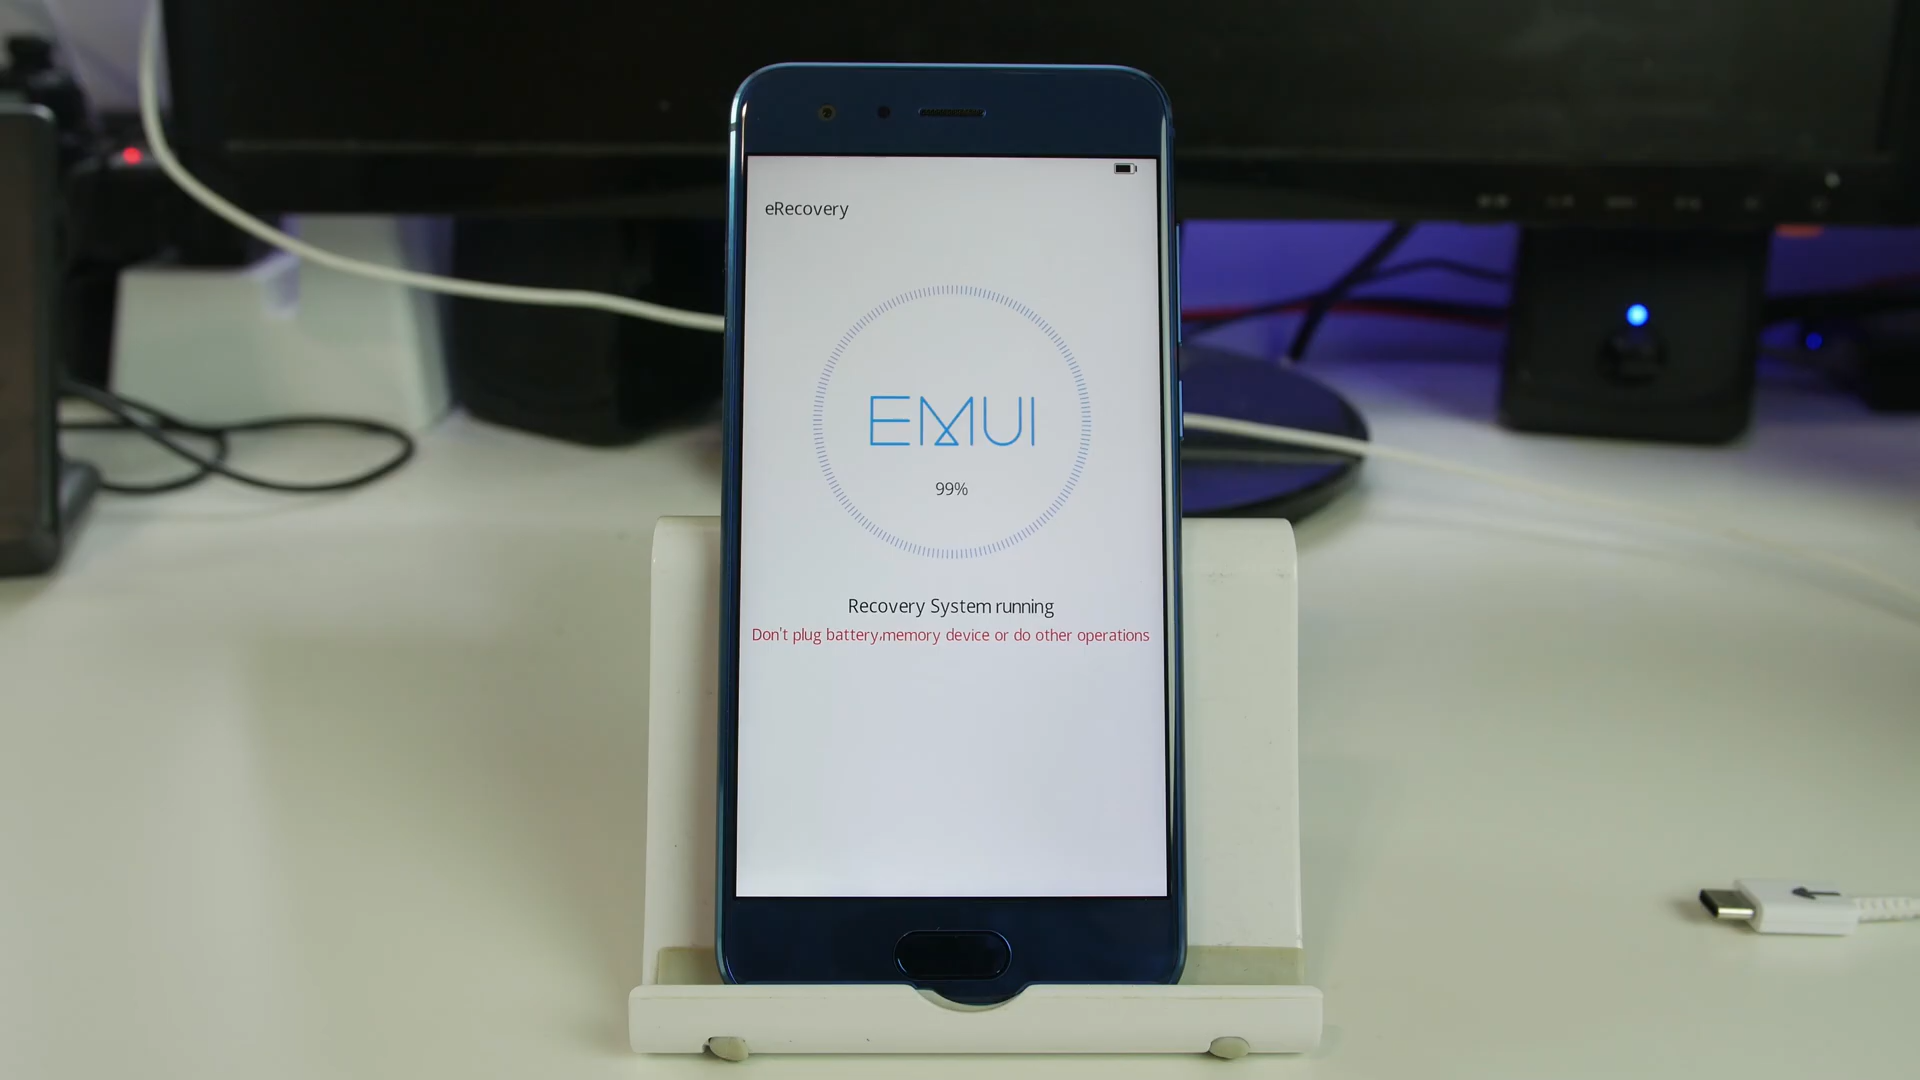 eRecovery
EMUI
99%
Recovery System running
Don't plug battery,memory device or do other operations